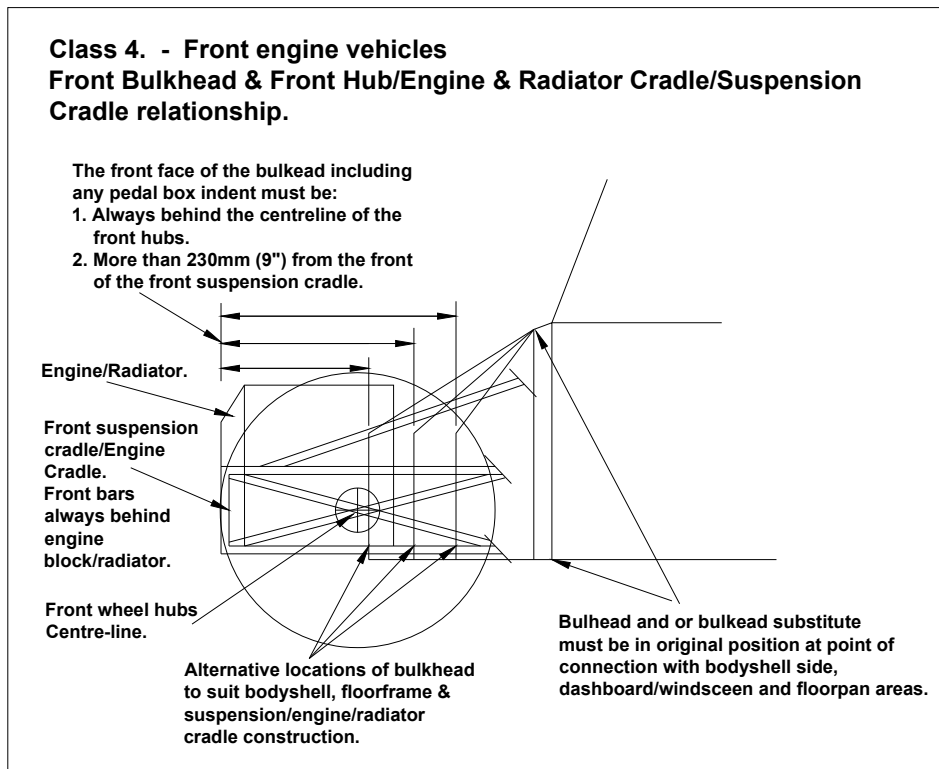 Class 4.  -  Front engine vehicles
Front Bulkhead & Front Hub/Engine & Radiator Cradle/Suspension
Cradle relationship.
The front face of the bulkead including
any pedal box indent must be:
1. Always behind the centreline of the
front hubs.
2. More than 230mm (9") from the front
of the front suspension cradle.
Engine/Radiator.
Front suspension
cradle/Engine
Cradle.
Front bars
always behind
engine
block/radiator.
Front wheel hubs
Centre-line.
Alternative locations of bulkhead
to suit bodyshell, floorframe &
suspension/engine/radiator
cradle construction.
Bulhead and or bulkead substitute
must be in original position at point of
connection with bodyshell side,
dashboard/windsceen and floorpan areas.